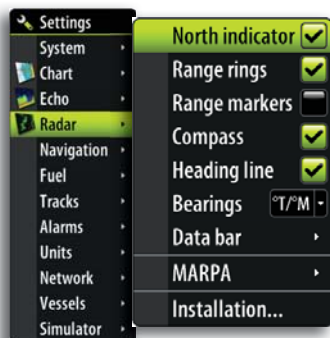 Settings
System
Chart
Echo
Radar
Navigation
Fuel
Tracks
Alarms
Units
Network
Vessels
Simulator
North indicator
Range rings
Range markers
Compass
Heading line
Bearings °T/°M
Data bar
MARPA
Installation...